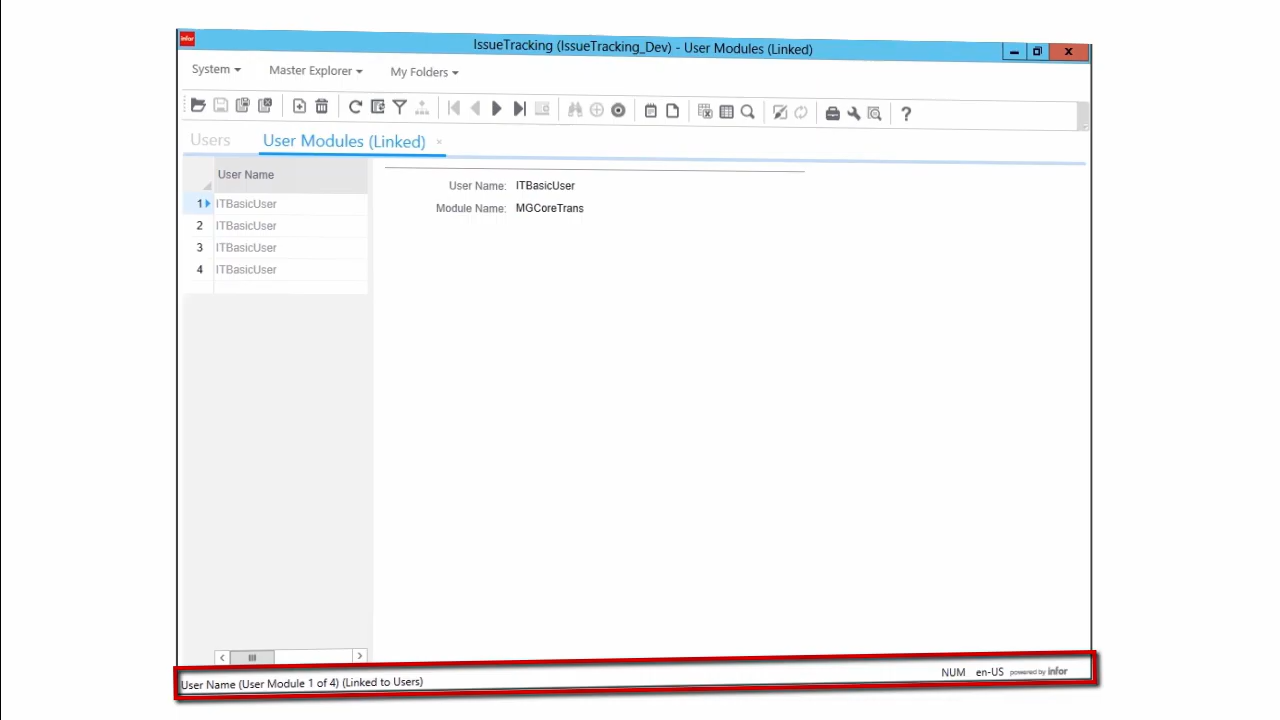 infor
IssueTracking (IssueTracking_Dev) - User Modules (Linked)
System Master Explorer My Folders
Users User Modules (Linked)
User Name
1 ITBasicUser
2 ITBasicUser
3 ITBasicUser
4 ITBasicUser
User Name: ITBasicUser
Module Name: MGCoreTrans
User Name (User Module 1 of 4) (Linked to Users)
NUM en-US powered by infor